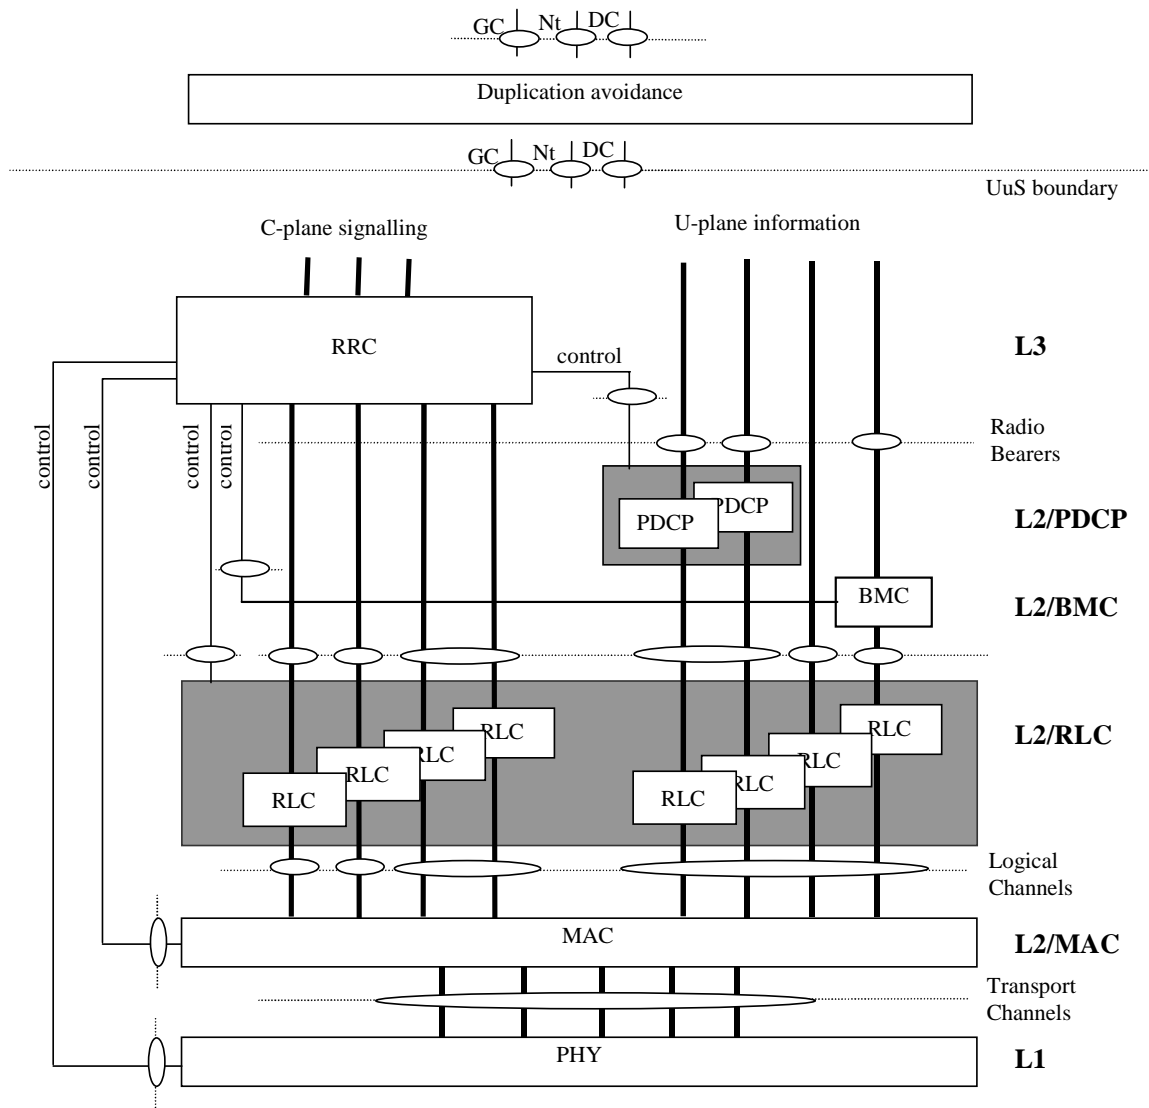 GC Nt DC
Duplication avoidance
GC Nt DC
UuS boundary
C-plane signalling
U-plane information
RRC
control
L3
control
control
control
control
Radio
Bearers
PDCP
PDCP
L2/PDCP
BMC
L2/BMC
RLC
RLC
RLC
RLC
RLC
RLC
RLC
RLC
L2/RLC
Logical
Channels
MAC
L2/MAC
Transport
Channels
PHY
L1